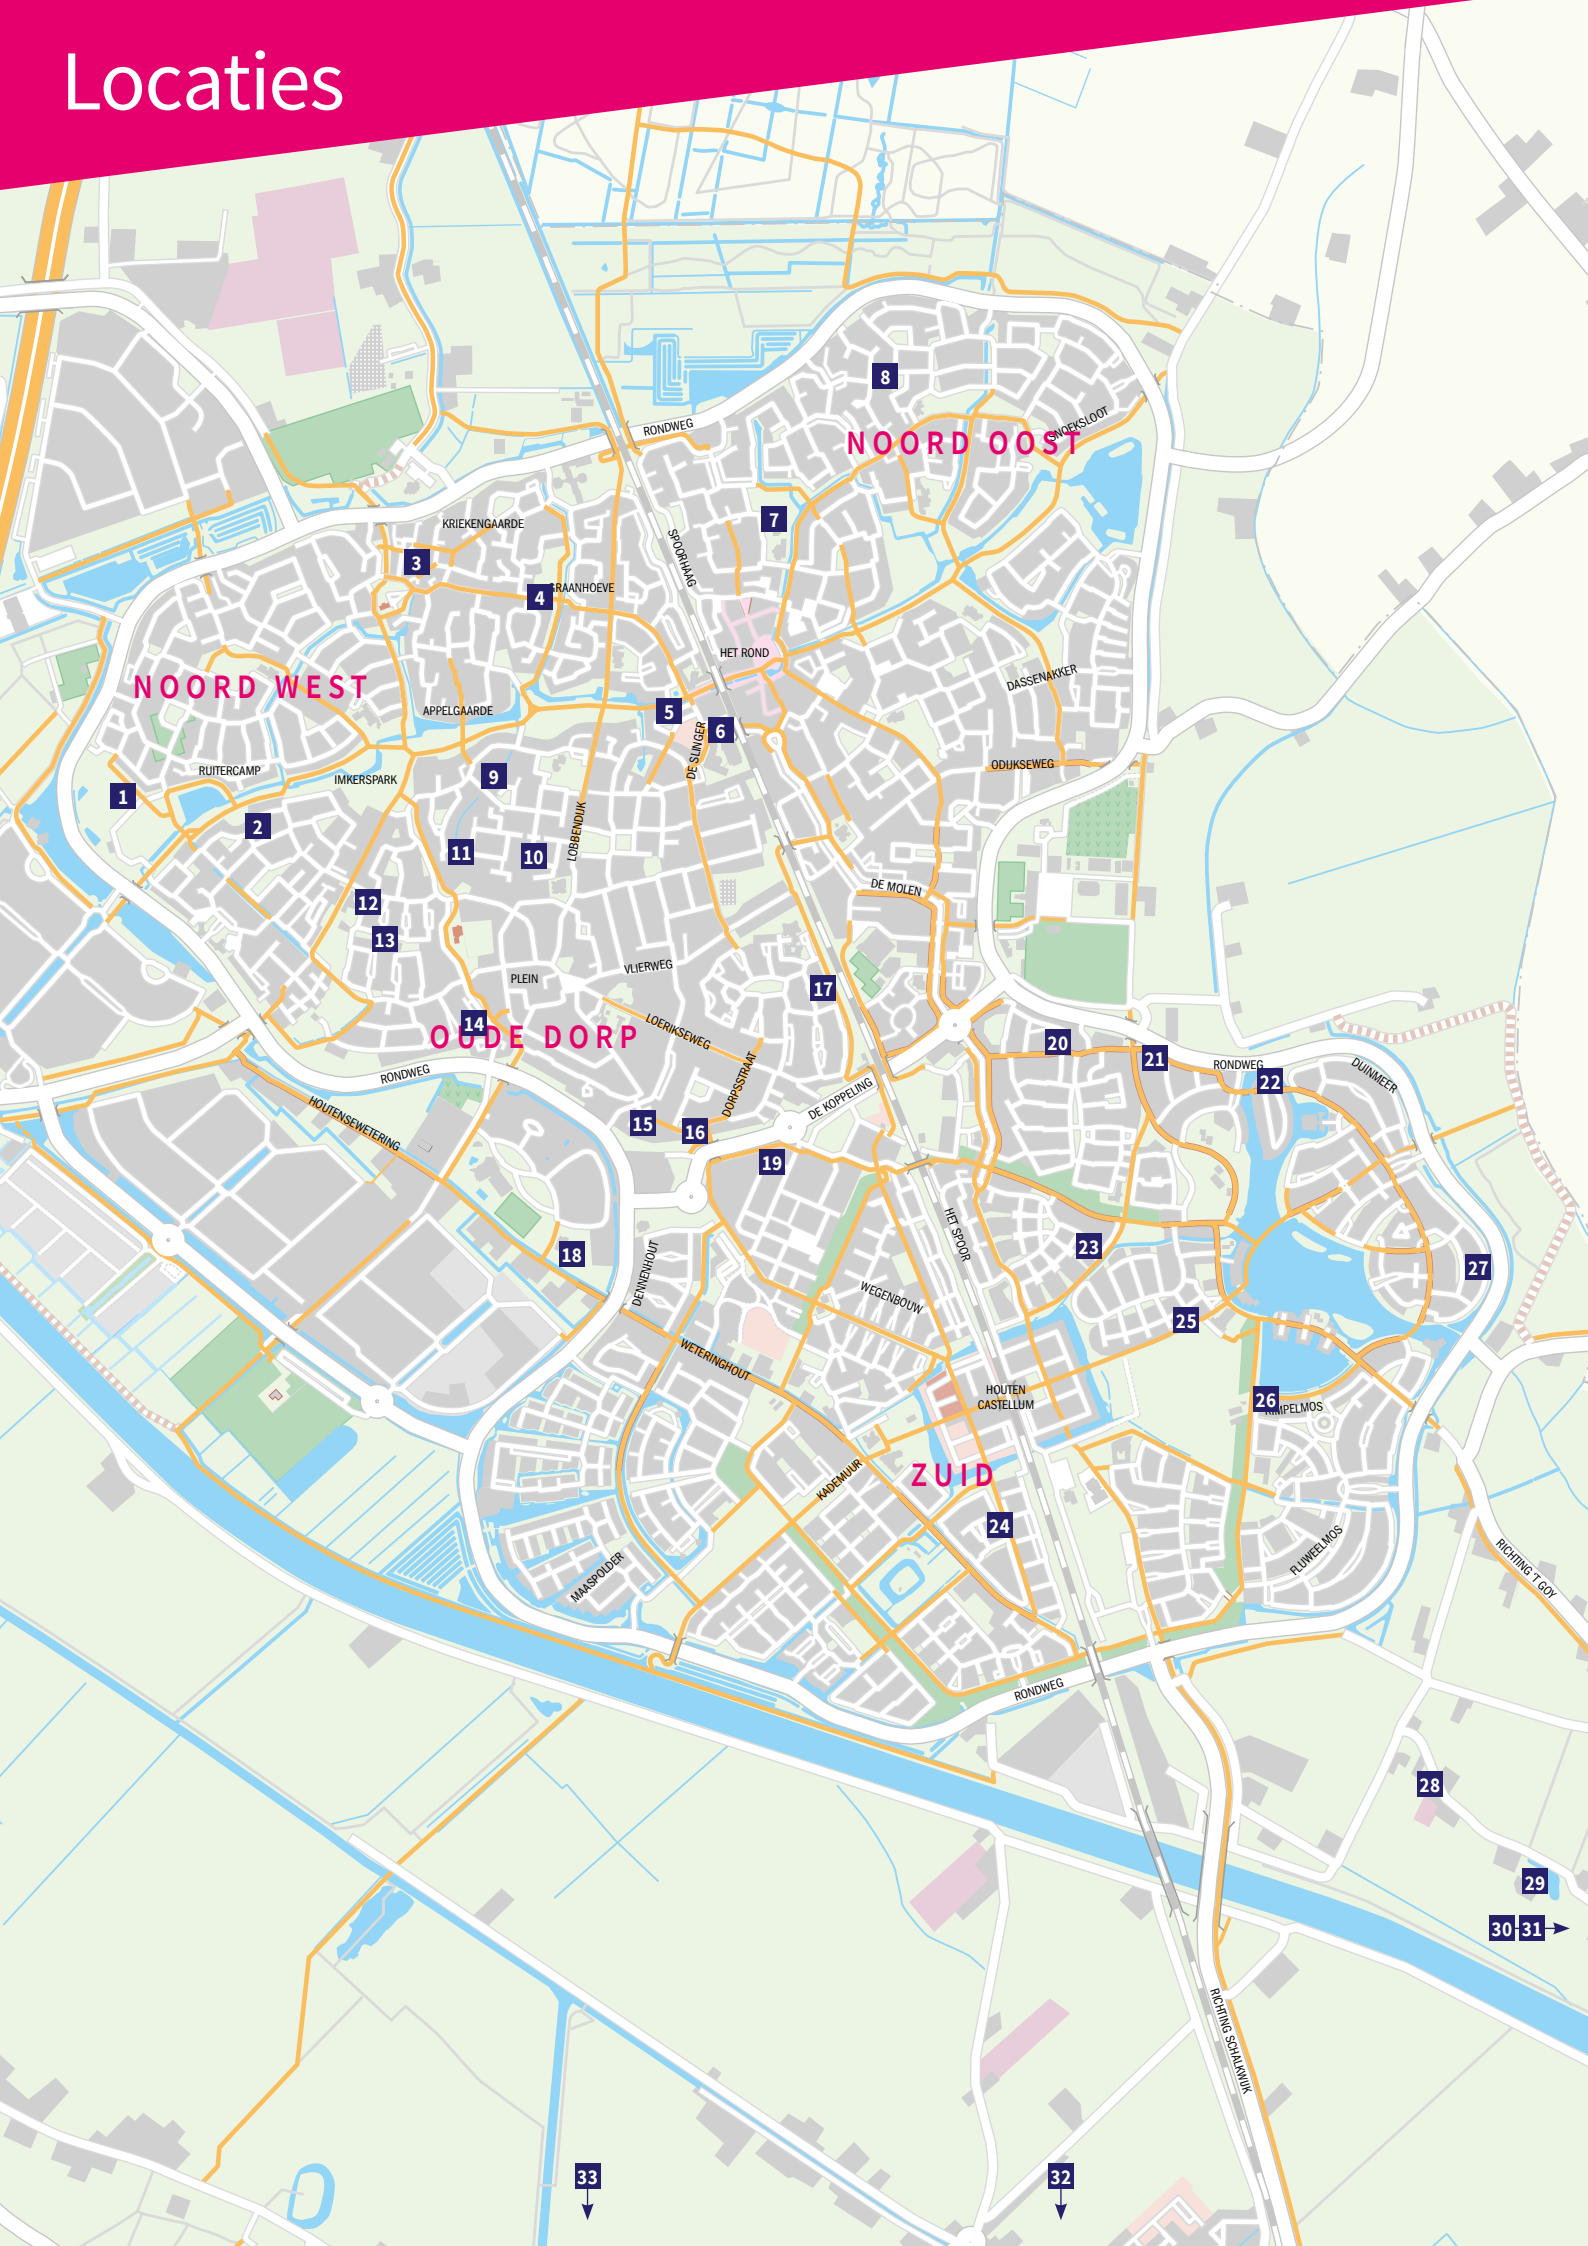 Locaties
RONDWEG
8
SNOEKSLOOT
NOORD OOST
7
KRIEKENGAARDE
SPOORHAAG
3
4
GRAANHOEVE
HET ROND
DASSENAKKER
NOORD WEST
APPELGAARDE
5
6
DE SLINGER
ODIJKSEWEG
RUITERCAMP
IMKERSPARK
9
1
2
LOBBENDIJK
11
10
DE MOLEN
12
13
PLEIN
VLIERWEG
17
14
OUDE DORP
LOERIKSEWEG
20
21
RONDWEG
22
DUINMEER
RONDWEG
DORPSSTRAAT
DE KOPPELING
HOUTENSEWETERING
15
16
19
HET SPOOR
23
18
DENNENHOUT
27
WEGENBOUW
25
WETERINGHOUT
HOUTEN
CASTELLUM
26
RIMPELMOS
ZUID
KADEMUUR
24
FLUWEELMOS
MAASPOLDER
RICHTING 'T GOY
RONDWEG
28
29
30 31
RICHTING SCHALKWIJK
33
32